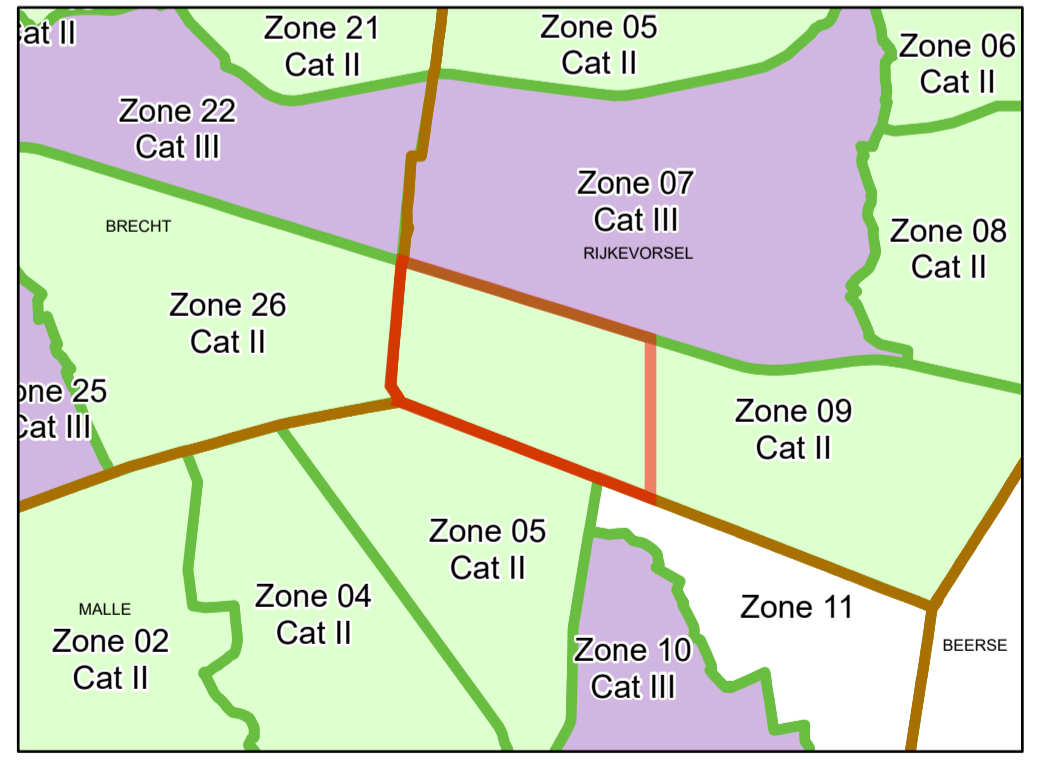 at II
Zone 21
Cat II
Zone 05
Cat II
Zone 06
Cat II
Zone 22
Cat III
Zone 07
Cat III
RIJKEVORSEL
BRECHT
Zone 08
Cat II
Zone 26
Cat II
one 25
Cat III
Zone 09
Cat II
Zone 05
Cat II
MALLE
Zone 02
Cat II
Zone 04
Cat II
Zone 11
Zone 10
Cat III
BEERSE